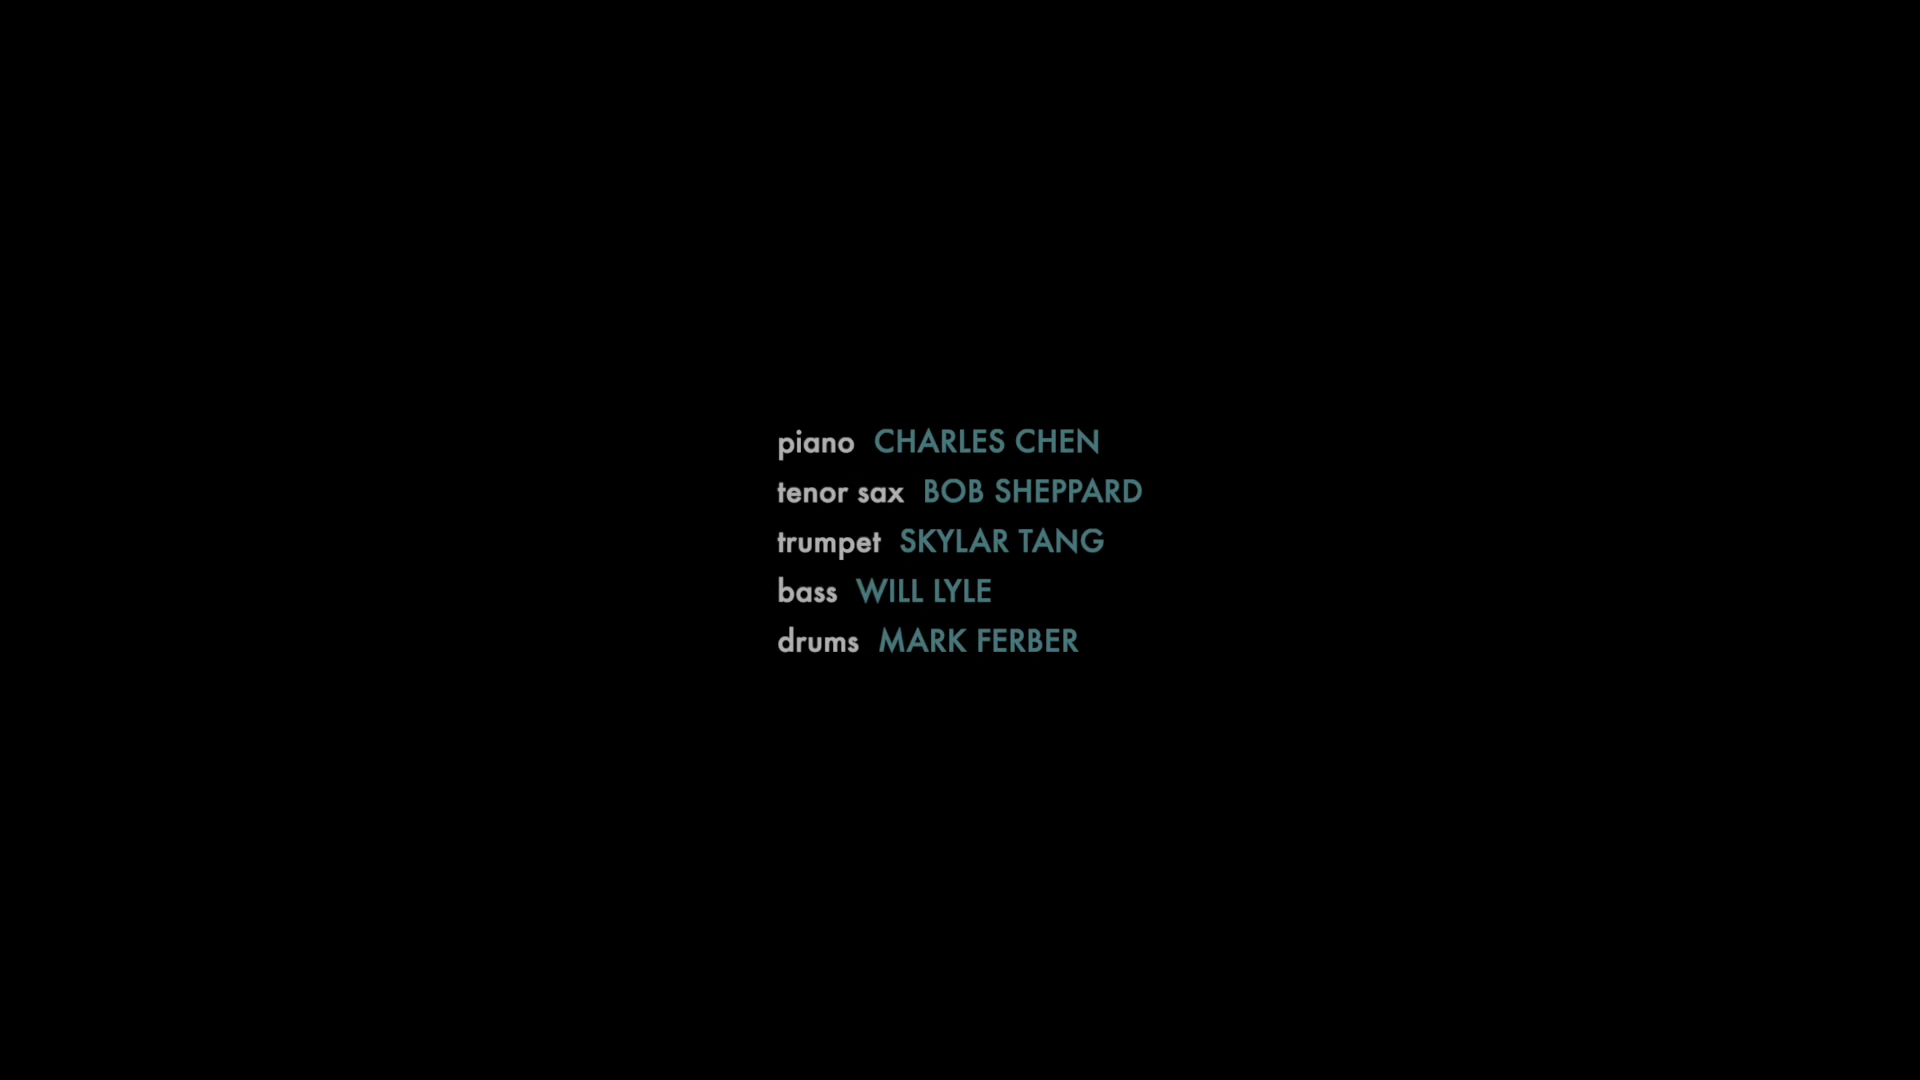 piano CHARLES CHEN
tenor sax BOB SHEPPARD
trumpet SKYLAR TANG
bass WILL LYLE
drums MARK FERBER